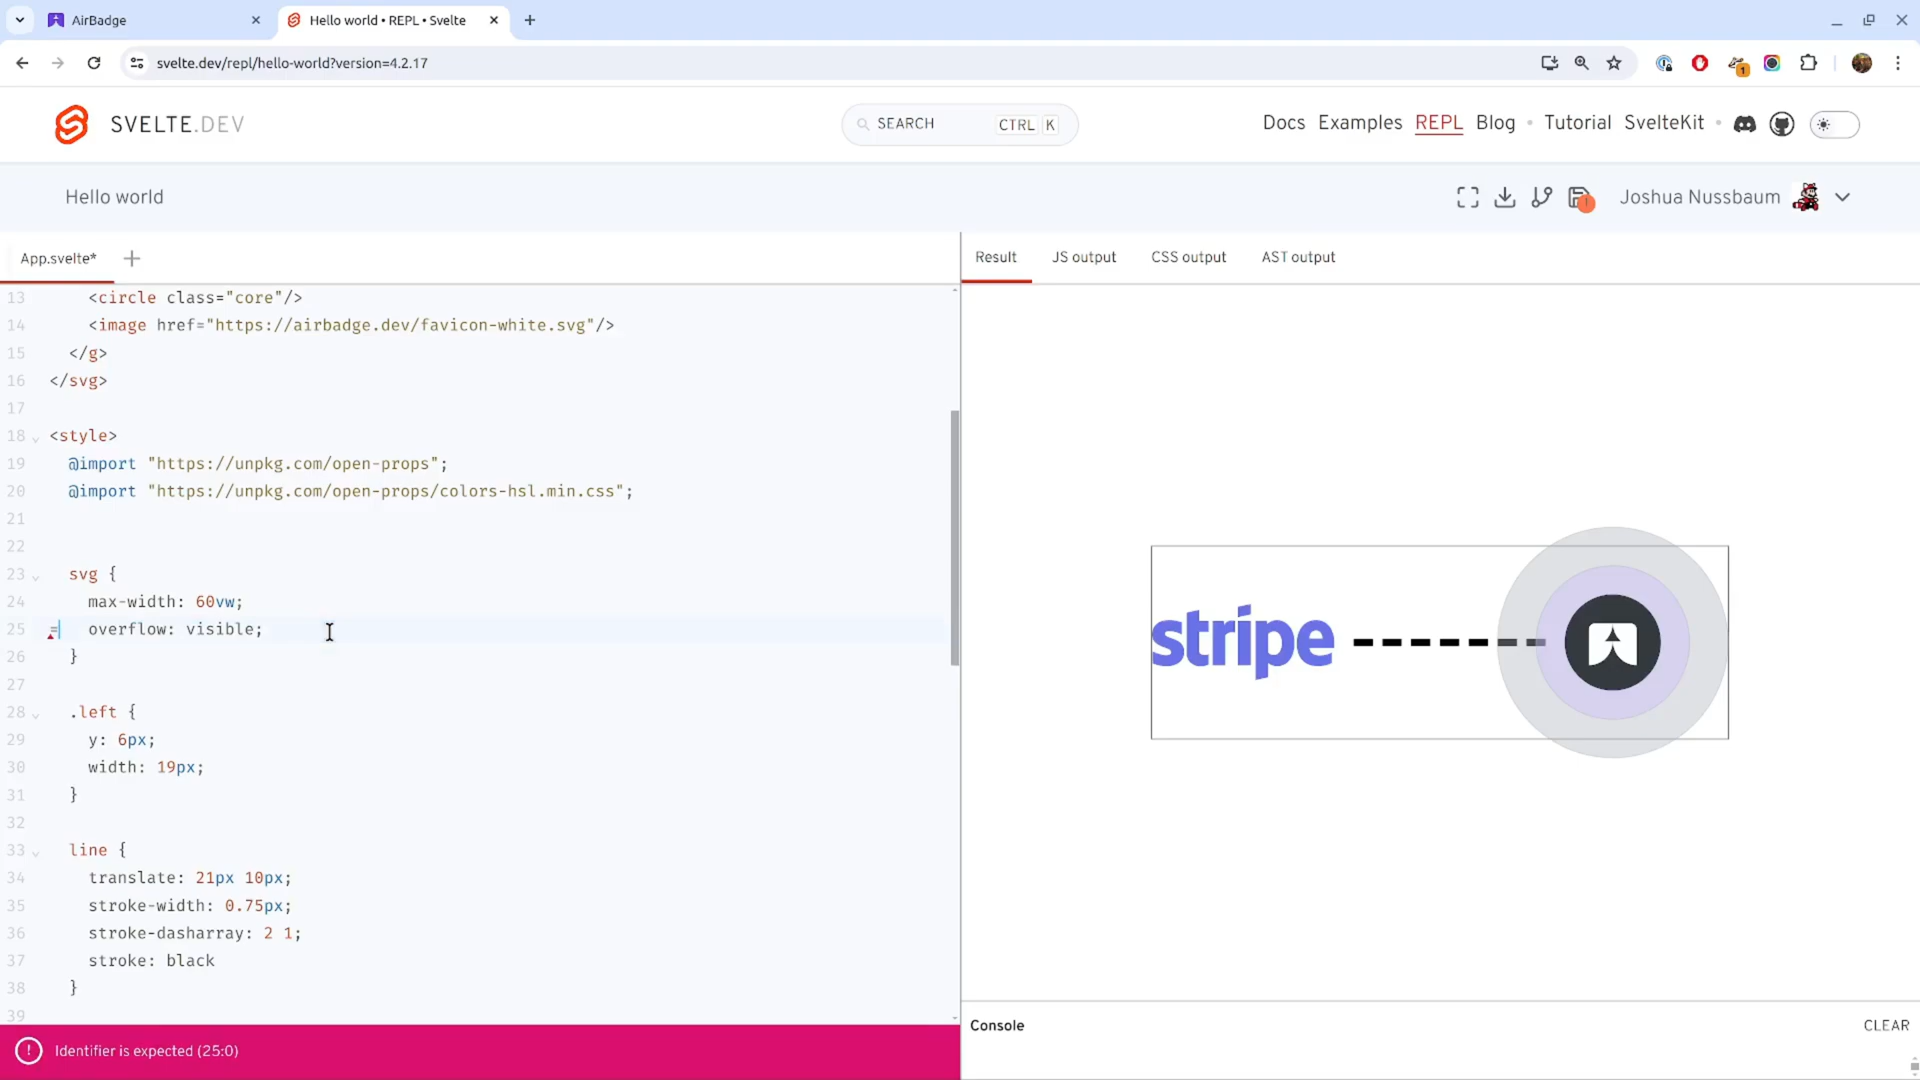 AirBadge
Hello world • REPL • Svelte
svelte.dev/repl/hello-world?version=4.2.17
1
SVELTE.DEV
SEARCH CTRL K
Docs Examples REPL Blog • Tutorial SvelteKit •
Hello world
!
Joshua Nussbaum
App.svelte*
Result JS output CSS output AST output
13 <circle class="core"/>
14 <image href="https://airbadge.dev/favicon-white.svg"/>
15 </g>
16 </svg>
17
18 <style>
19 @import "https://unpkg.com/open-props";
20 @import "https://unpkg.com/open-props/colors-hsl.min.css";
21
22
23 svg {
24 max-width: 60vw;
25 = overflow: visible;
26 }
27
28 .left {
29 y: 6px;
30 width: 19px;
31 }
32
33 line {
34 translate: 21px 10px;
35 stroke-width: 0.75px;
36 stroke-dasharray: 2 1;
37 stroke: black
38 }
39
stripe
! Identifier is expected (25:0)
Console
CLEAR